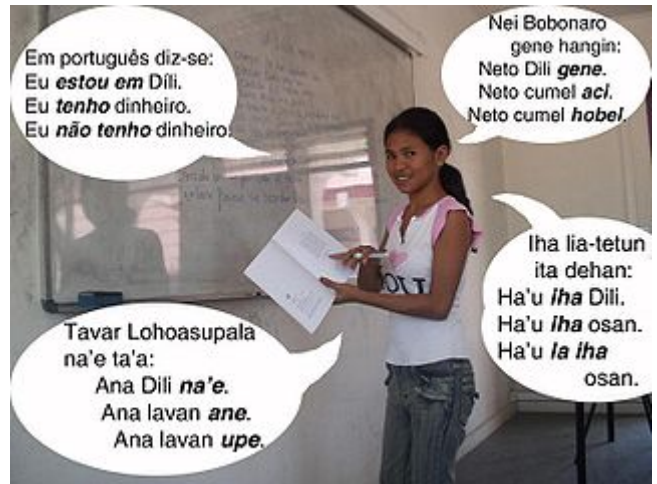 Em português diz-se:
Eu estou em Díli.
Eu tenho dinheiro.
Eu não tenho dinheiro.
Nei Bobonaro
gene hangin:
Neto Dili gene.
Neto cumel aci.
Neto cumel hobel.
Tavar Lohoasupala
na'e ta'a:
Ana Dili na'e.
Ana lavan ane.
Ana lavan upe.
Iha lia-tetun
ita dehan:
Ha'u iha Dili.
Ha'u iha osan.
Ha'u la iha
osan.